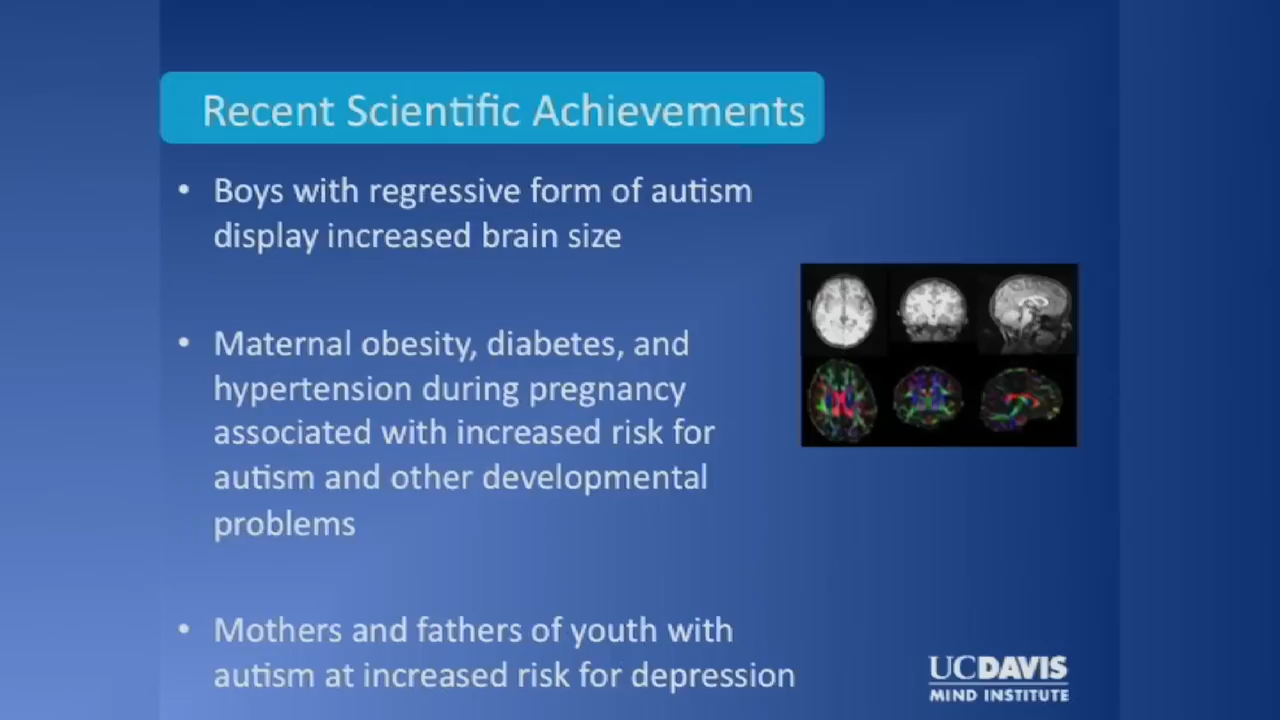 Recent Scientific Achievements
• Boys with regressive form of autism
display increased brain size
• Maternal obesity, diabetes, and
hypertension during pregnancy
associated with increased risk for
autism and other developmental
problems
• Mothers and fathers of youth with
autism at increased risk for depression
UCDAVIS
MIND INSTITUTE